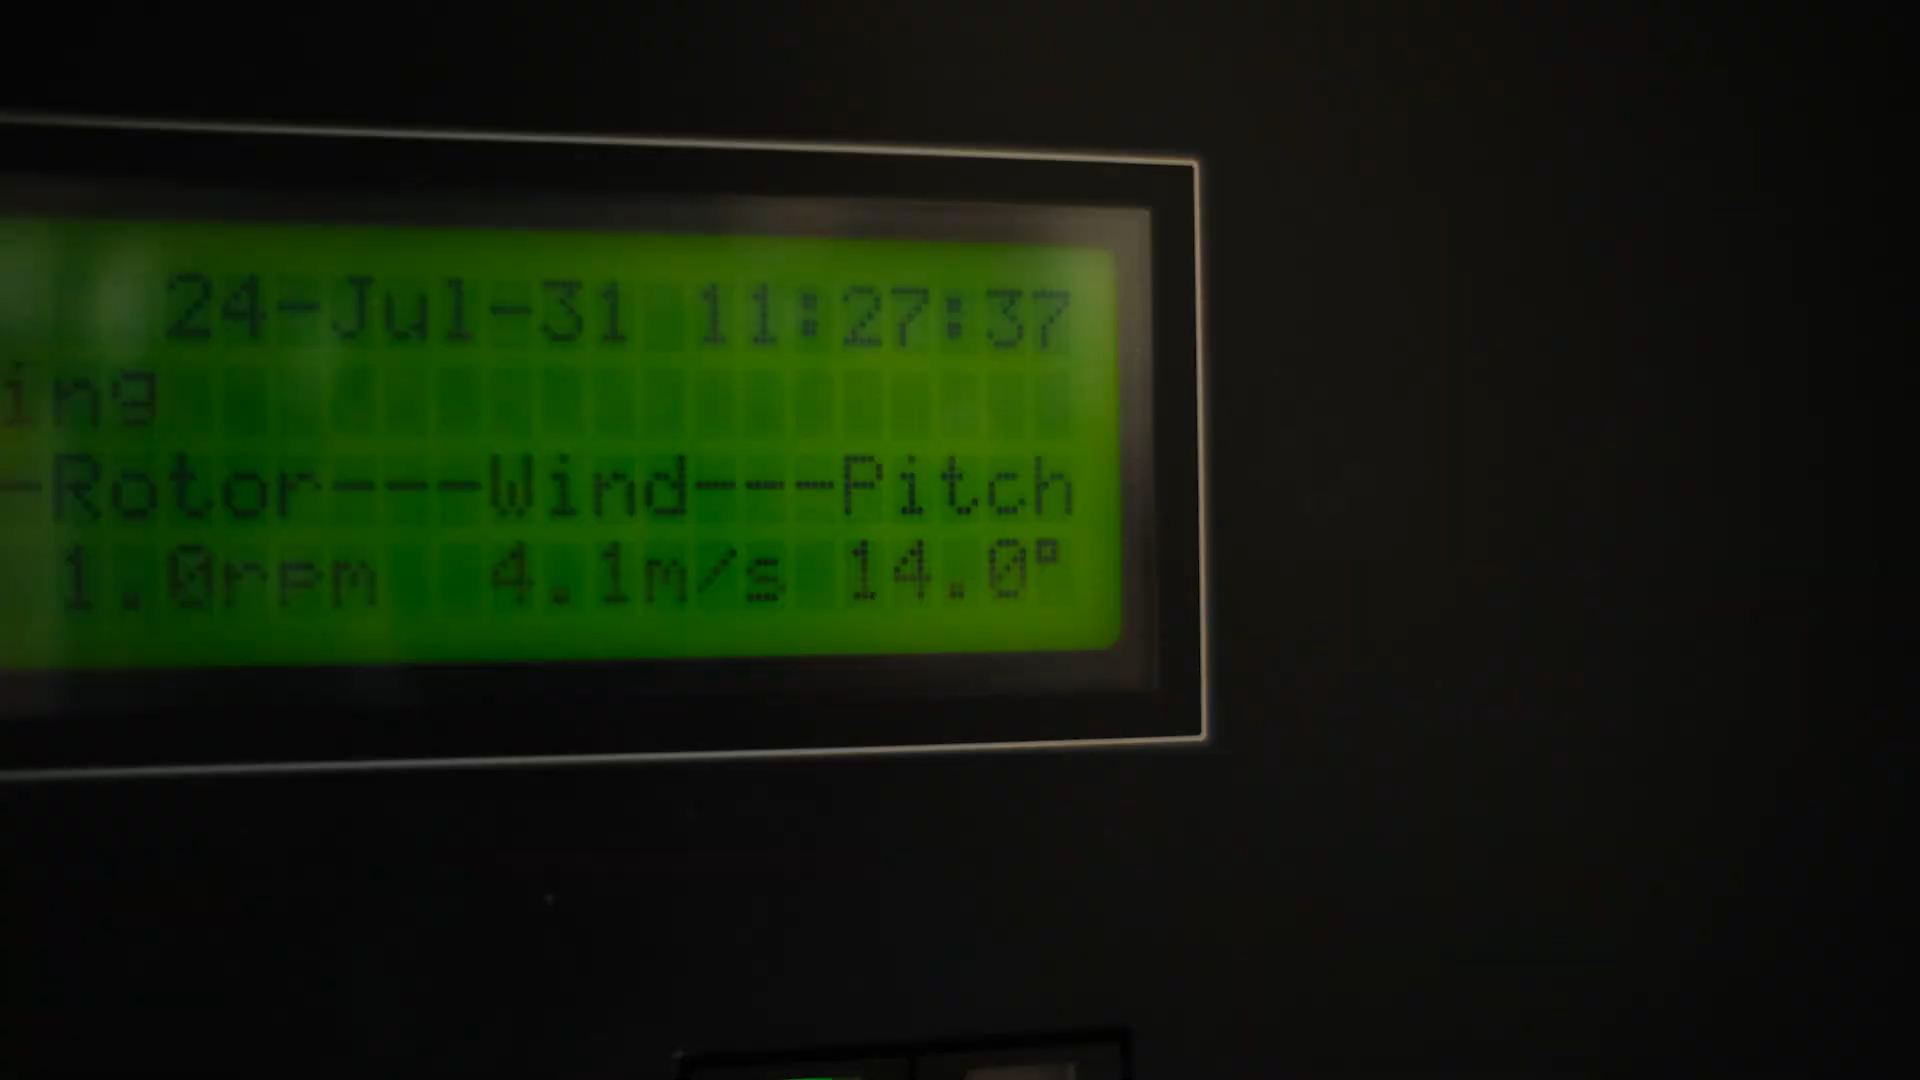 24-Jul-31 11:27:37
ing
-Rotor---Wind---Pitch
1.0rpm 4.1m/s 14.0°